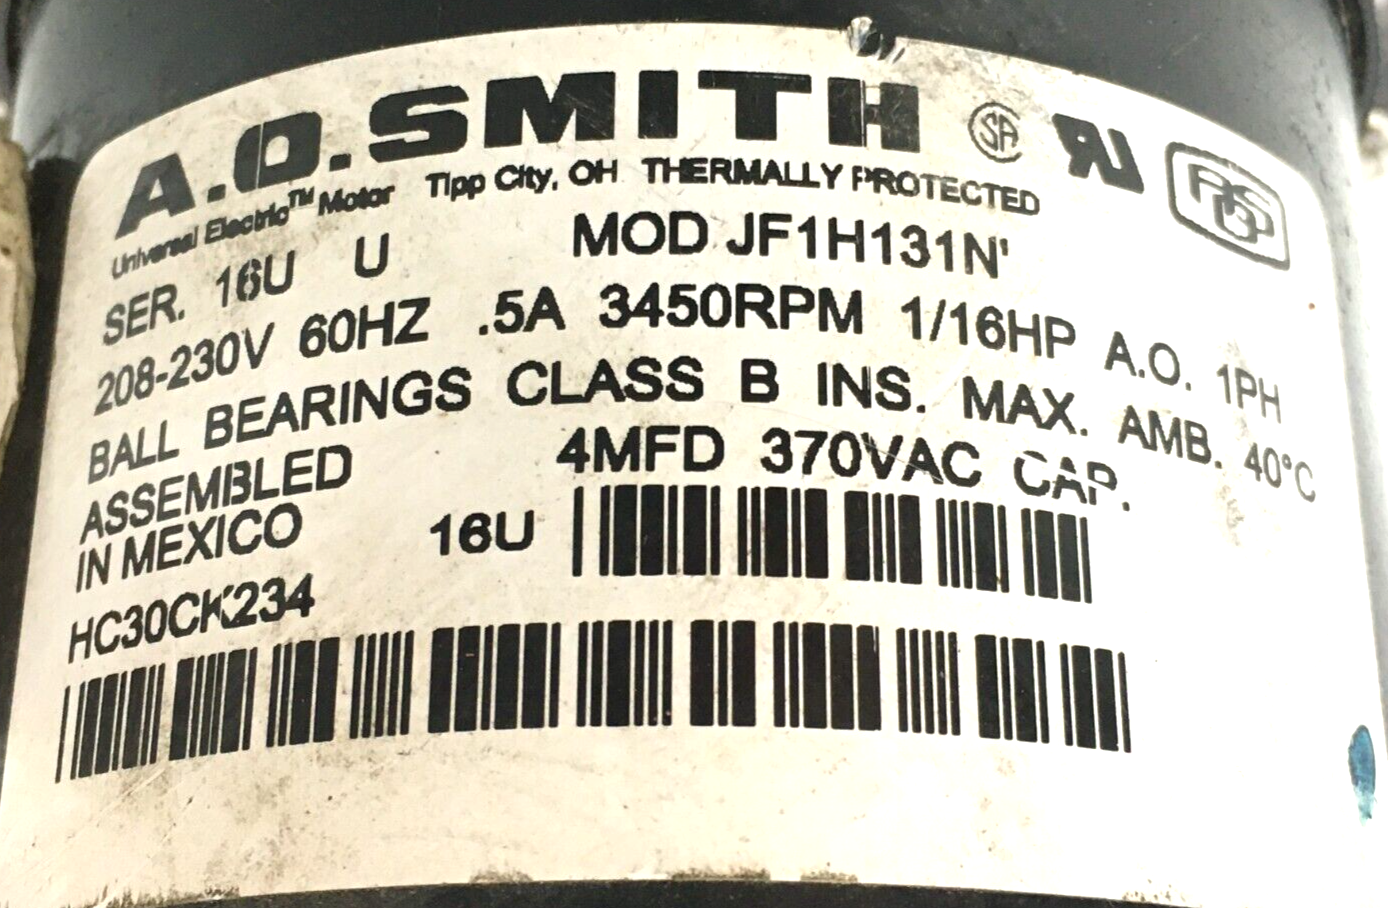 A.O.SMITH
Universal Electric™ Motor Tipp City, OH THERMALLY PROTECTED
SER. 16U U MOD JF1H131N'
208-230V 60HZ .5A 3450RPM 1/16HP A.O. 1PH
BALL BEARINGS CLASS B INS. MAX. AMB. 40°C
ASSEMBLED 4MFD 370VAC CAP.
IN MEXICO 16U
HC30CK234